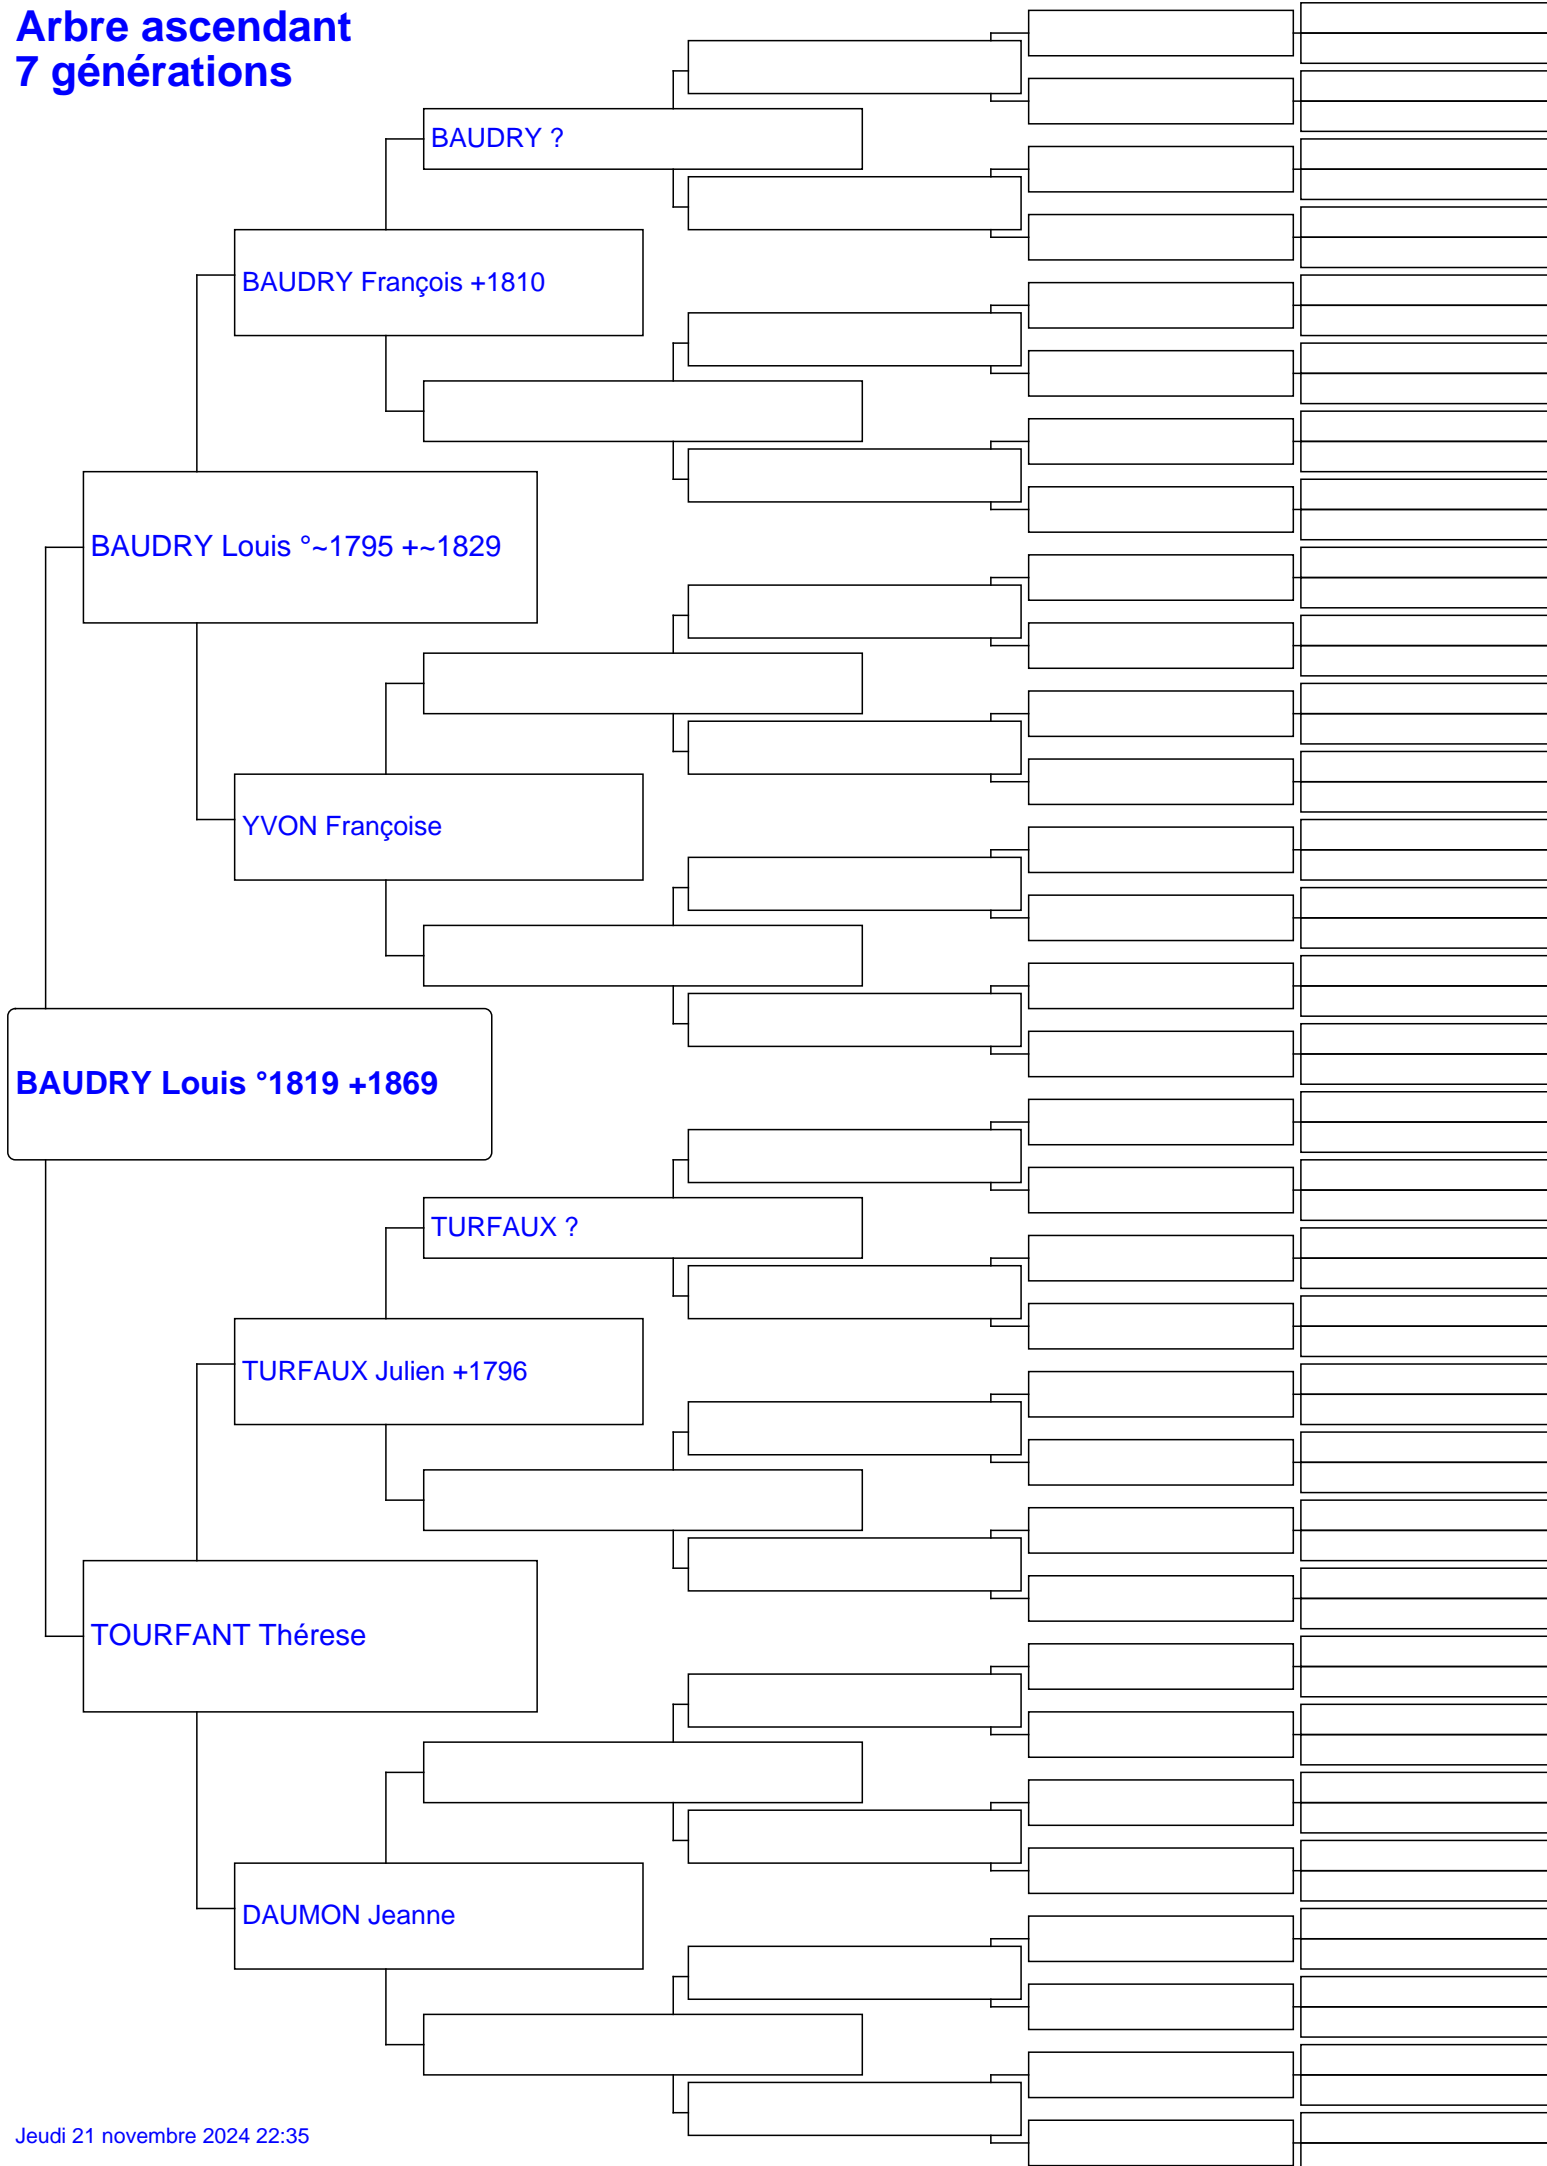 Arbre ascendant
7 générations
BAUDRY ?
BAUDRY François +1810
BAUDRY Louis °~1795 +~1829
YVON Françoise
BAUDRY Louis °1819 +1869
TURFAUX ?
TURFAUX Julien +1796
TOURFANT Thérese
DAUMON Jeanne
Jeudi 21 novembre 2024 22:35